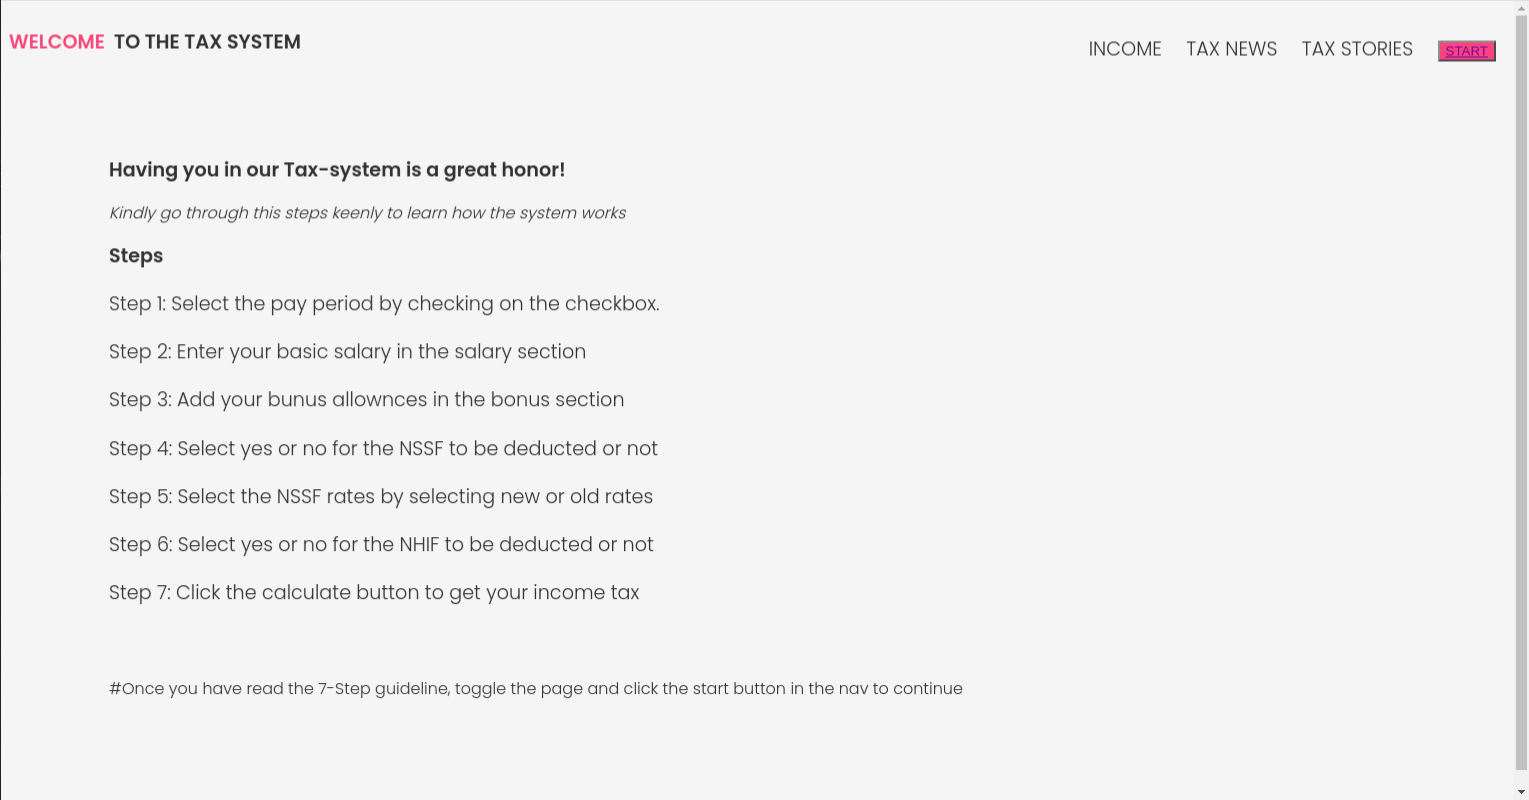 WELCOME TO THE TAX SYSTEM
INCOME TAX NEWS TAX STORIES START
Having you in our Tax-system is a great honor!
Kindly go through this steps keenly to learn how the system works
Steps
Step 1: Select the pay period by checking on the checkbox.
Step 2: Enter your basic salary in the salary section
Step 3: Add your bunus allownces in the bonus section
Step 4: Select yes or no for the NSSF to be deducted or not
Step 5: Select the NSSF rates by selecting new or old rates
Step 6: Select yes or no for the NHIF to be deducted or not
Step 7: Click the calculate button to get your income tax
#Once you have read the 7-Step guideline, toggle the page and click the start button in the nav to continue